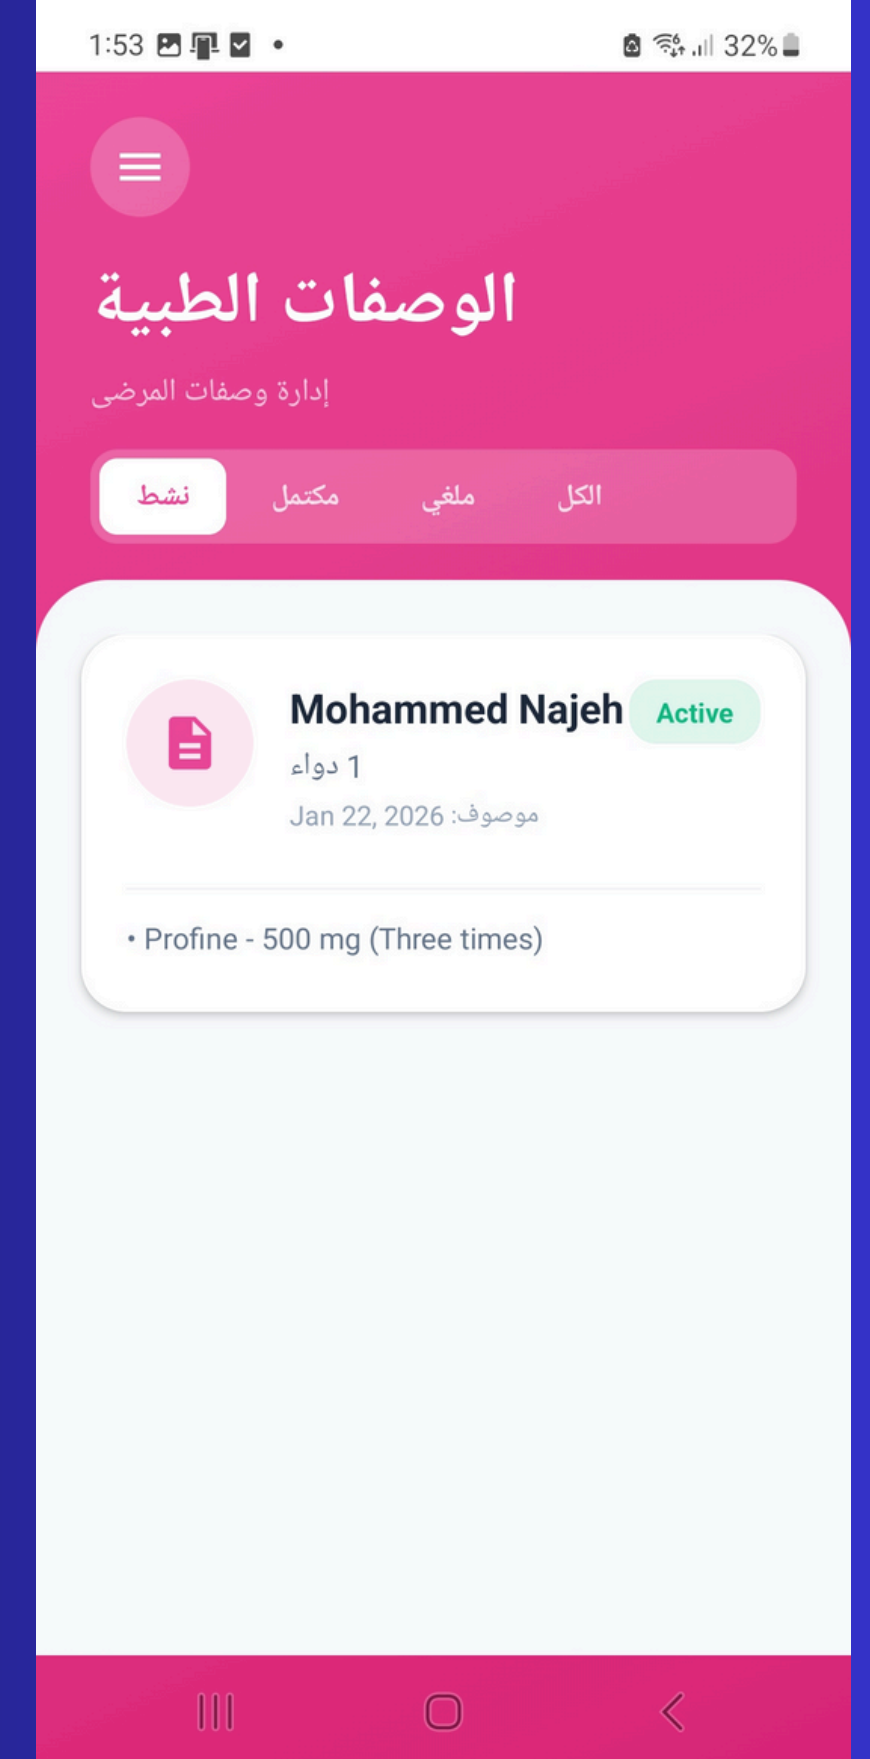 1:53
32%
الوصفات الطبية
إدارة وصفات المرضى
نشط
مكتمل
ملغي
الكل
Mohammed Najeh
Active
1 دواء
موصوف: Jan 22, 2026
• Profine - 500 mg (Three times)